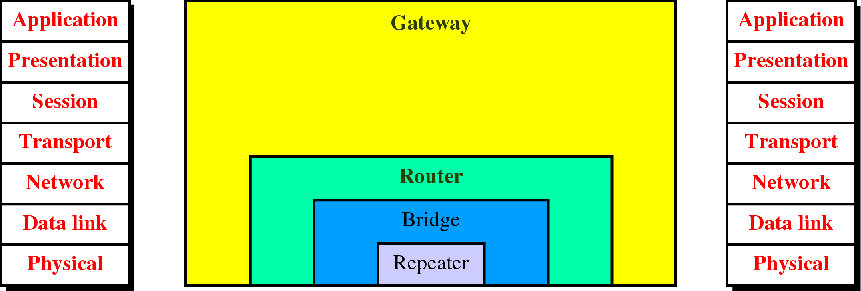 Application
Presentation
Session
Transport
Network
Data link
Physical
Gateway
Router
Bridge
Repeater
Application
Presentation
Session
Transport
Network
Data link
Physical